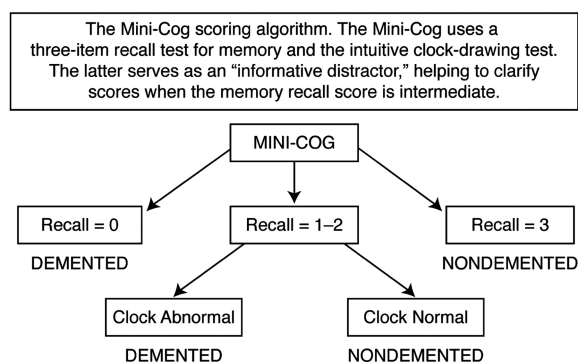 The Mini-Cog scoring algorithm. The Mini-Cog uses a
three-item recall test for memory and the intuitive clock-drawing test.
The latter serves as an “informative distractor,” helping to clarify
scores when the memory recall score is intermediate.
MINI-COG
Recall = 0
Recall = 1–2
Recall = 3
DEMENTED
NONDEMENTED
Clock Abnormal
Clock Normal
DEMENTED
NONDEMENTED